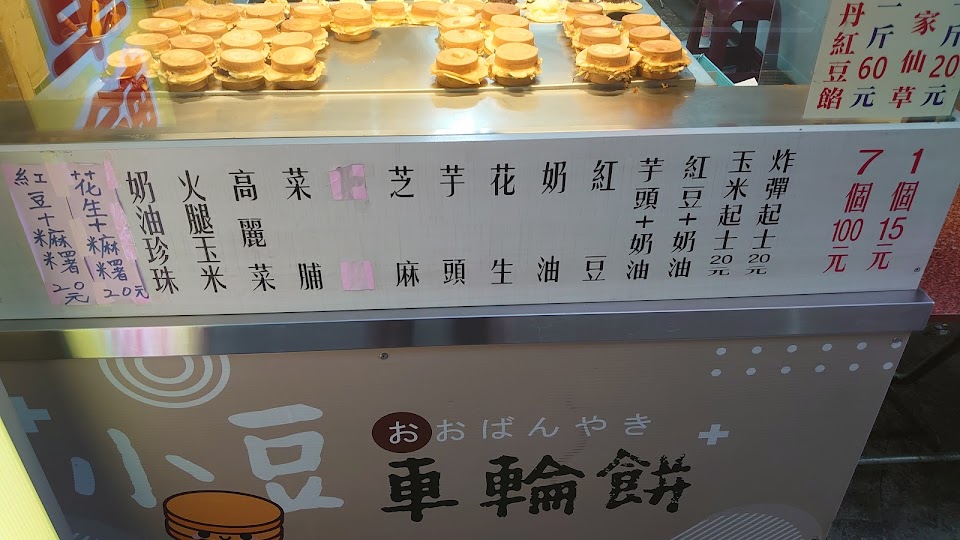 丹紅豆餡
一斤60元
家仙草
斤20元
1個15元
7個100元
炸彈起士20元
玉米起士20元
紅豆+奶油
芋頭+奶油
紅豆
奶油
花生
芋頭
芝麻
菜脯
高麗菜
火腿玉米
奶油珍珠
花生+麻糬20元
紅豆+麻糬20元
小豆
おおばんやき
車輪餅